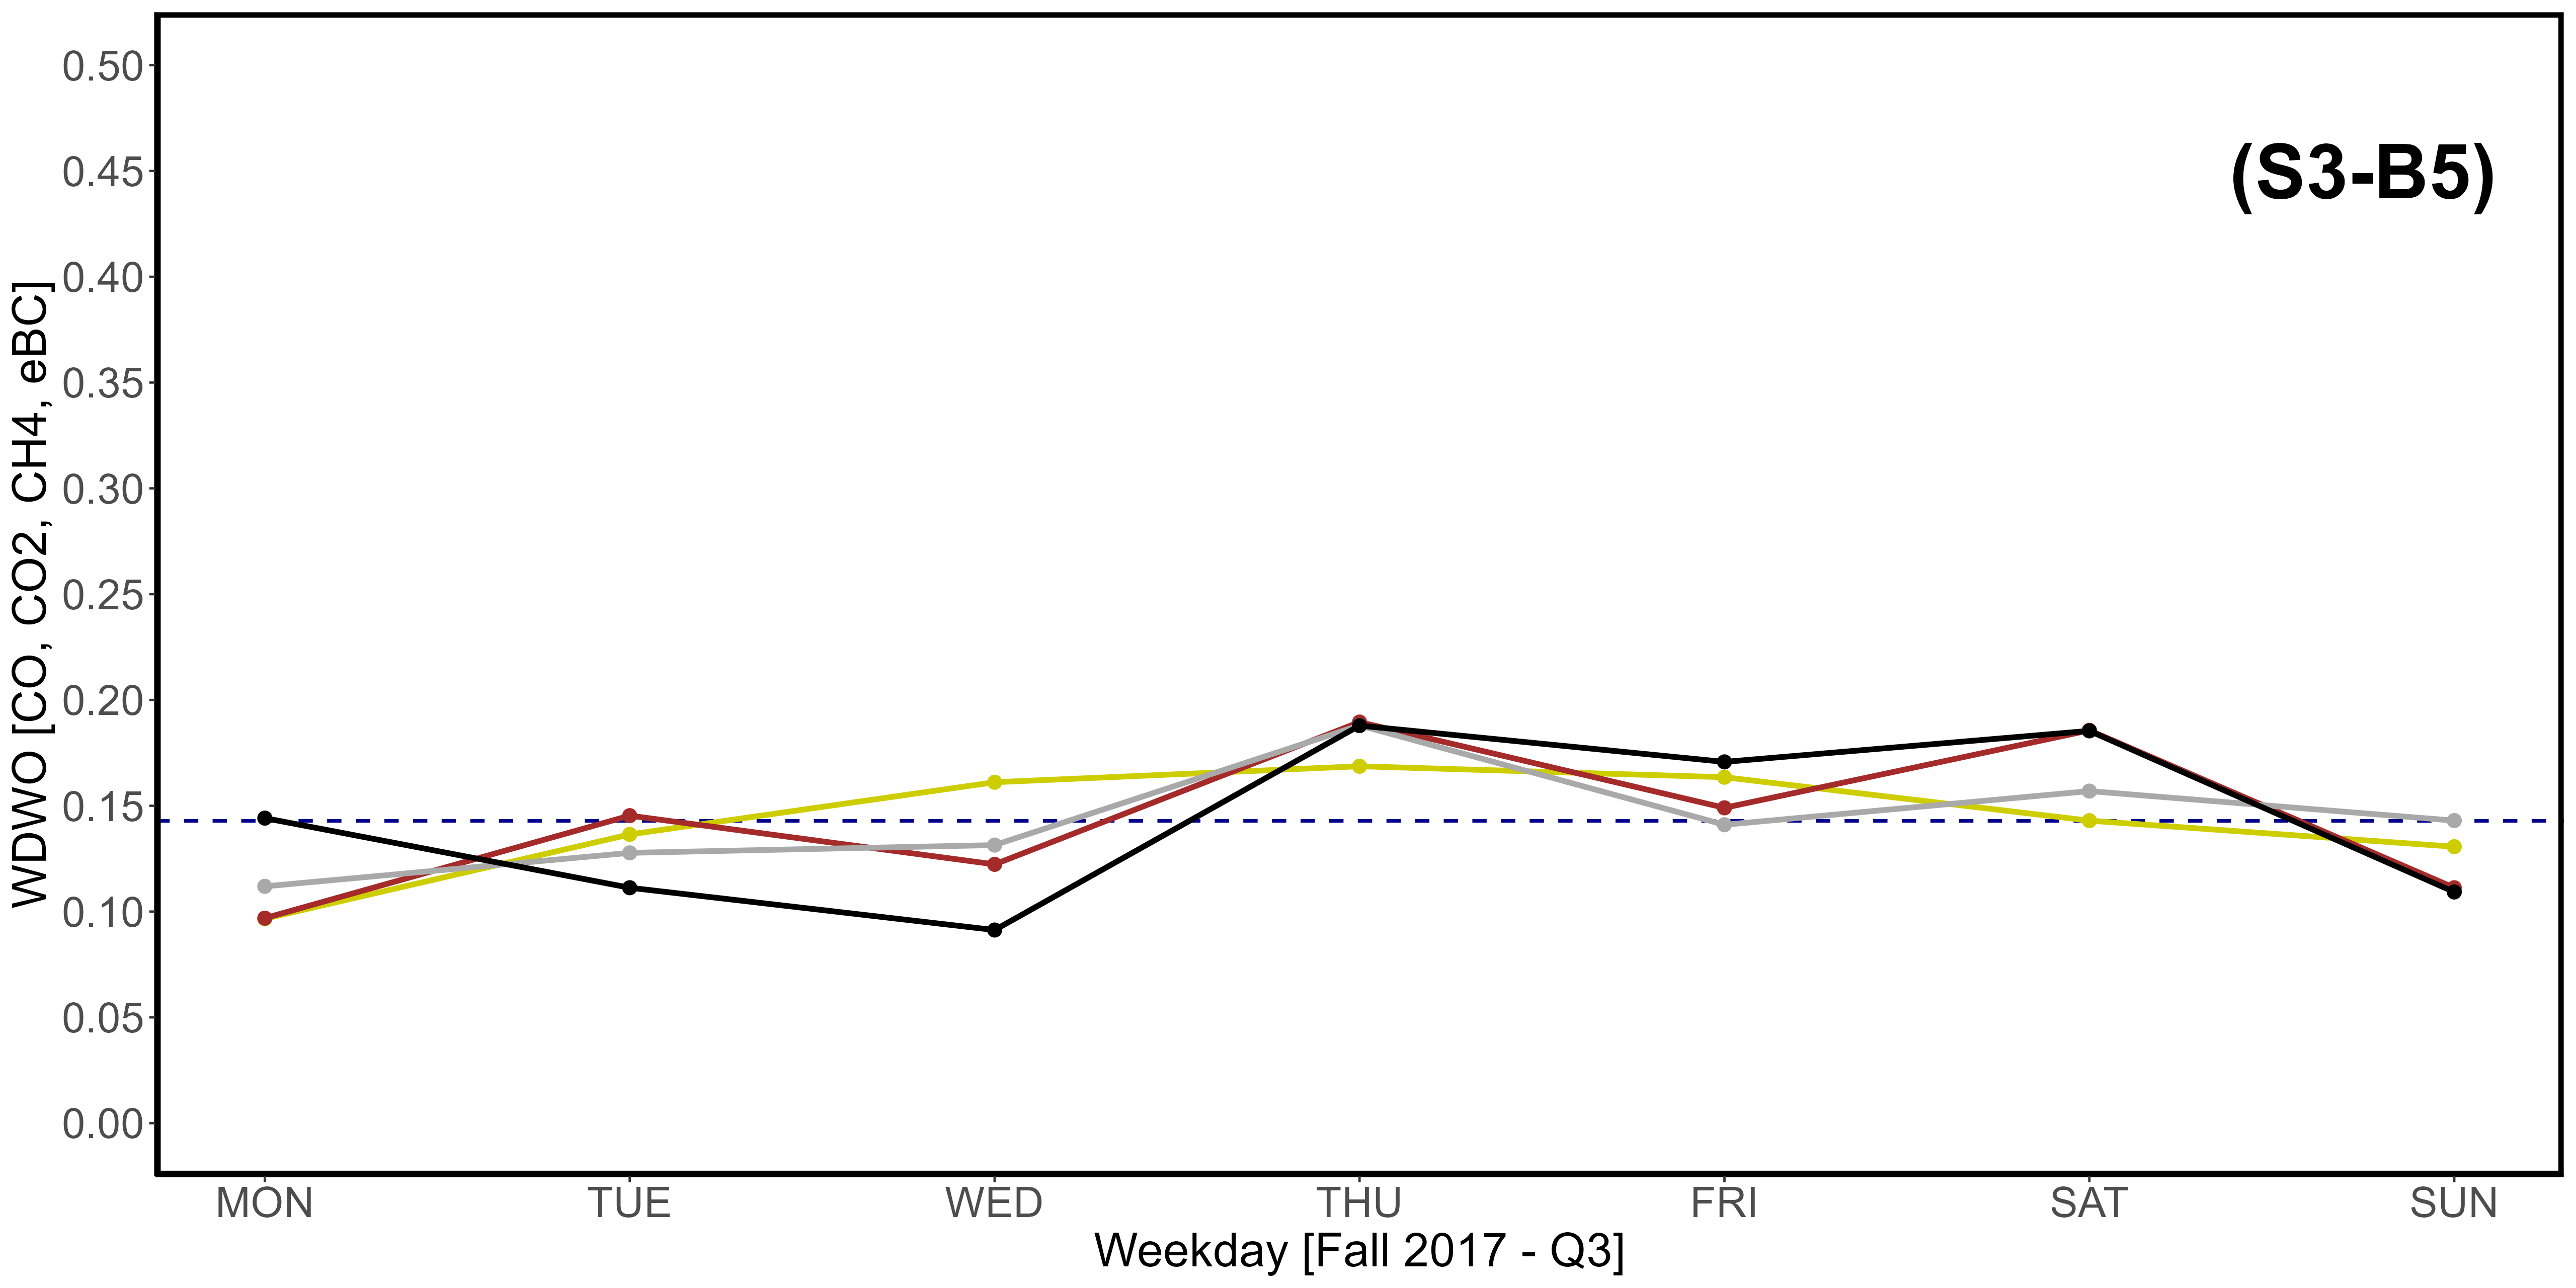 (S3-B5)
WDWO [CO, CO2, CH4, eBC]
0.50
0.45
0.40
0.35
0.30
0.25
0.20
0.15
0.10
0.05
0.00
MON TUE WED THU FRI SAT SUN
Weekday [Fall 2017 - Q3]